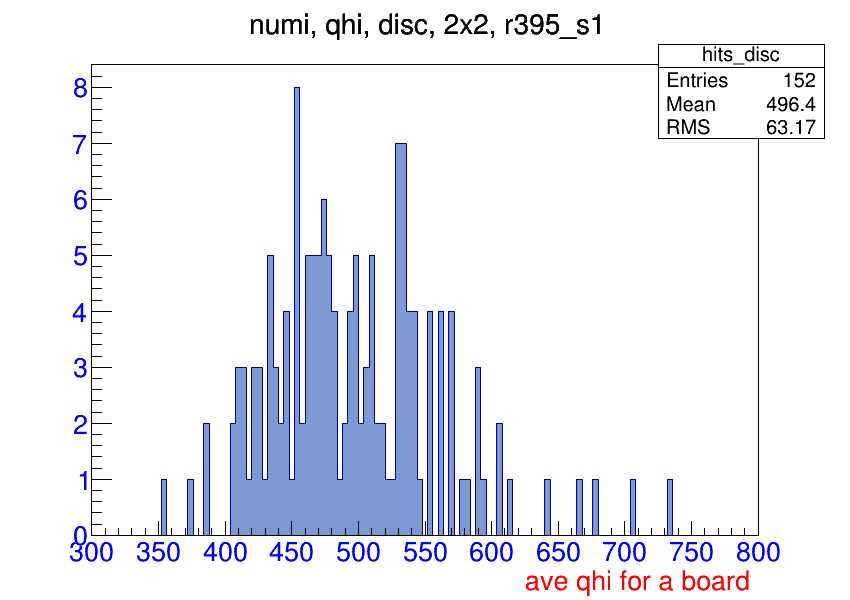 numi, qhi, disc, 2x2, r395_s1
hits_disc
Entries 152
Mean 496.4
RMS 63.17
8
7
6
5
4
3
2
1
0
300 350 400 450 500 550 600 650 700 750 800
ave qhi for a board